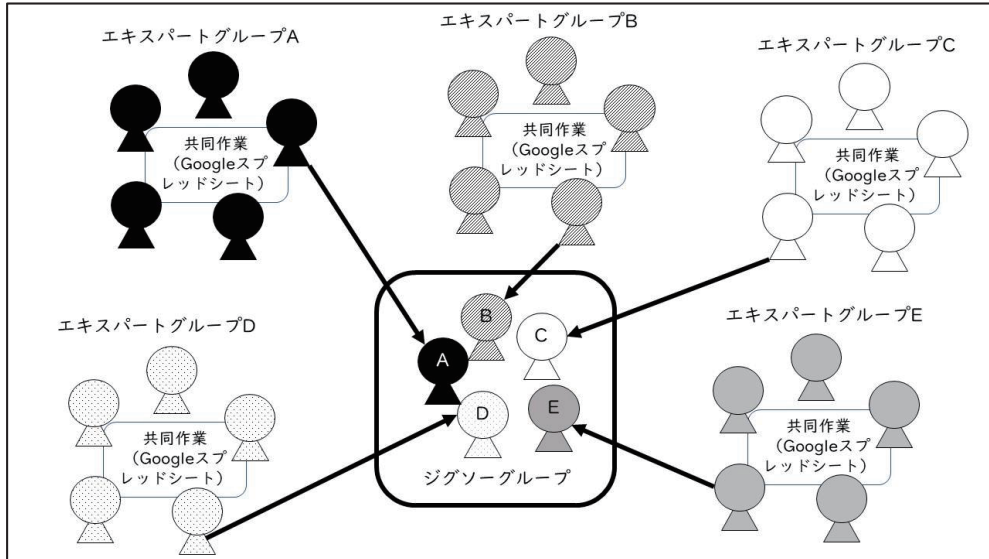 エキスパートグループA
共同作業
（Googleスプ
レッドシート）
エキスパートグループB
共同作業
（Googleスプ
レッドシート）
エキスパートグループC
共同作業
（Googleスプ
レッドシート）
B
C
A
D
E
ジグソーグループ
エキスパートグループD
共同作業
（Googleスプ
レッドシート）
エキスパートグループE
共同作業
（Googleスプ
レッドシート）